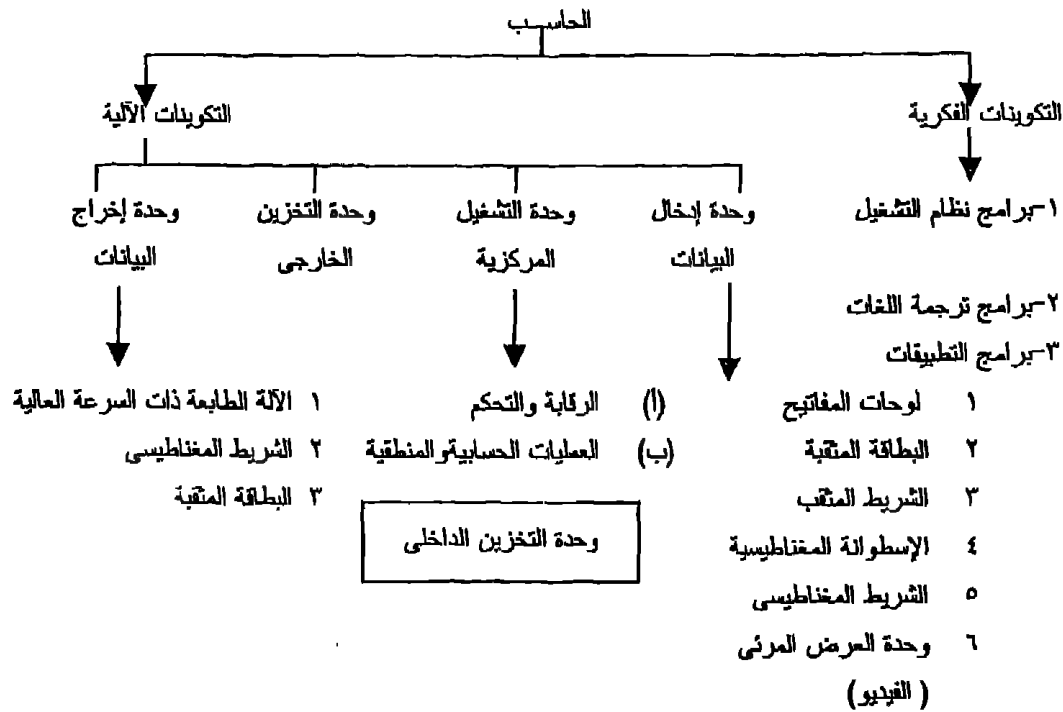 الحاسب
التكوينات الفكرية التكوينات الآلية
١-برامج نظام التشغيل وحدة إدخال وحدة التشغيل وحدة التخزين وحدة إخراج
البيانات المركزية الخارجى البيانات
٢-برامج ترجمة اللغات
٣-برامج التطبيقات
١ لوحات المفاتيح (أ) الرقابة والتحكم ١ الآلة الطابعة ذات السرعة العالية
٢ البطاقة المثقبة (ب) العمليات الحسابية والمنطقية ٢ الشريط المغناطيسى
٣ الشريط المثقب ٣ البطاقة المثقبة
وحدة التخزين الداخلى
٤ الإسطوانة المغناطيسية
٥ الشريط المغناطيسى
٦ وحدة العرض المرئى
( الفيديو)